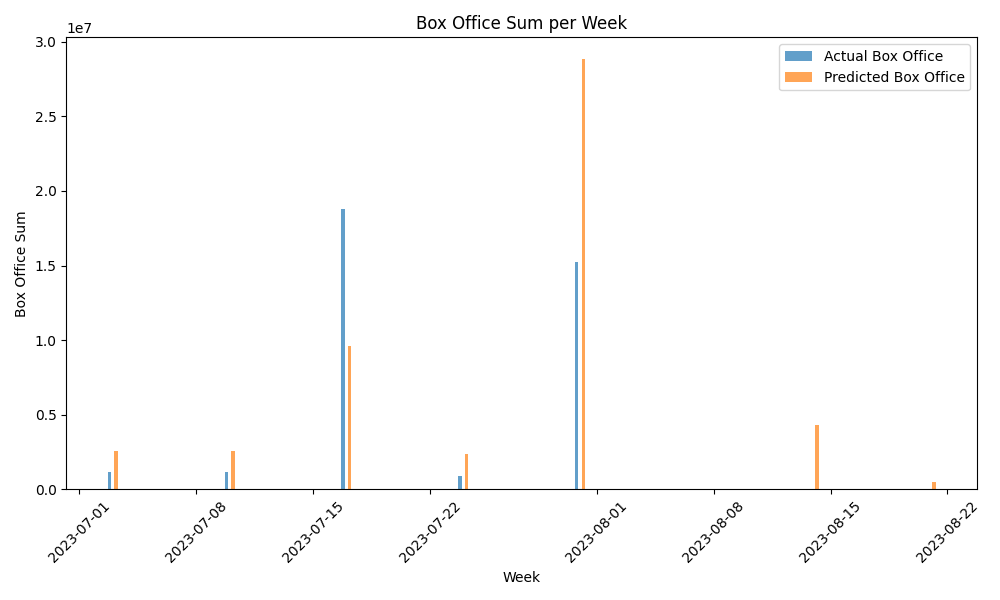 Box Office Sum per Week
1e7
3.0
2.5
2.0
1.5
1.0
0.5
0.0
Box Office Sum
Actual Box Office
Predicted Box Office
2023-07-01
2023-07-08
2023-07-15
2023-07-22
2023-08-01
2023-08-08
2023-08-15
2023-08-22
Week